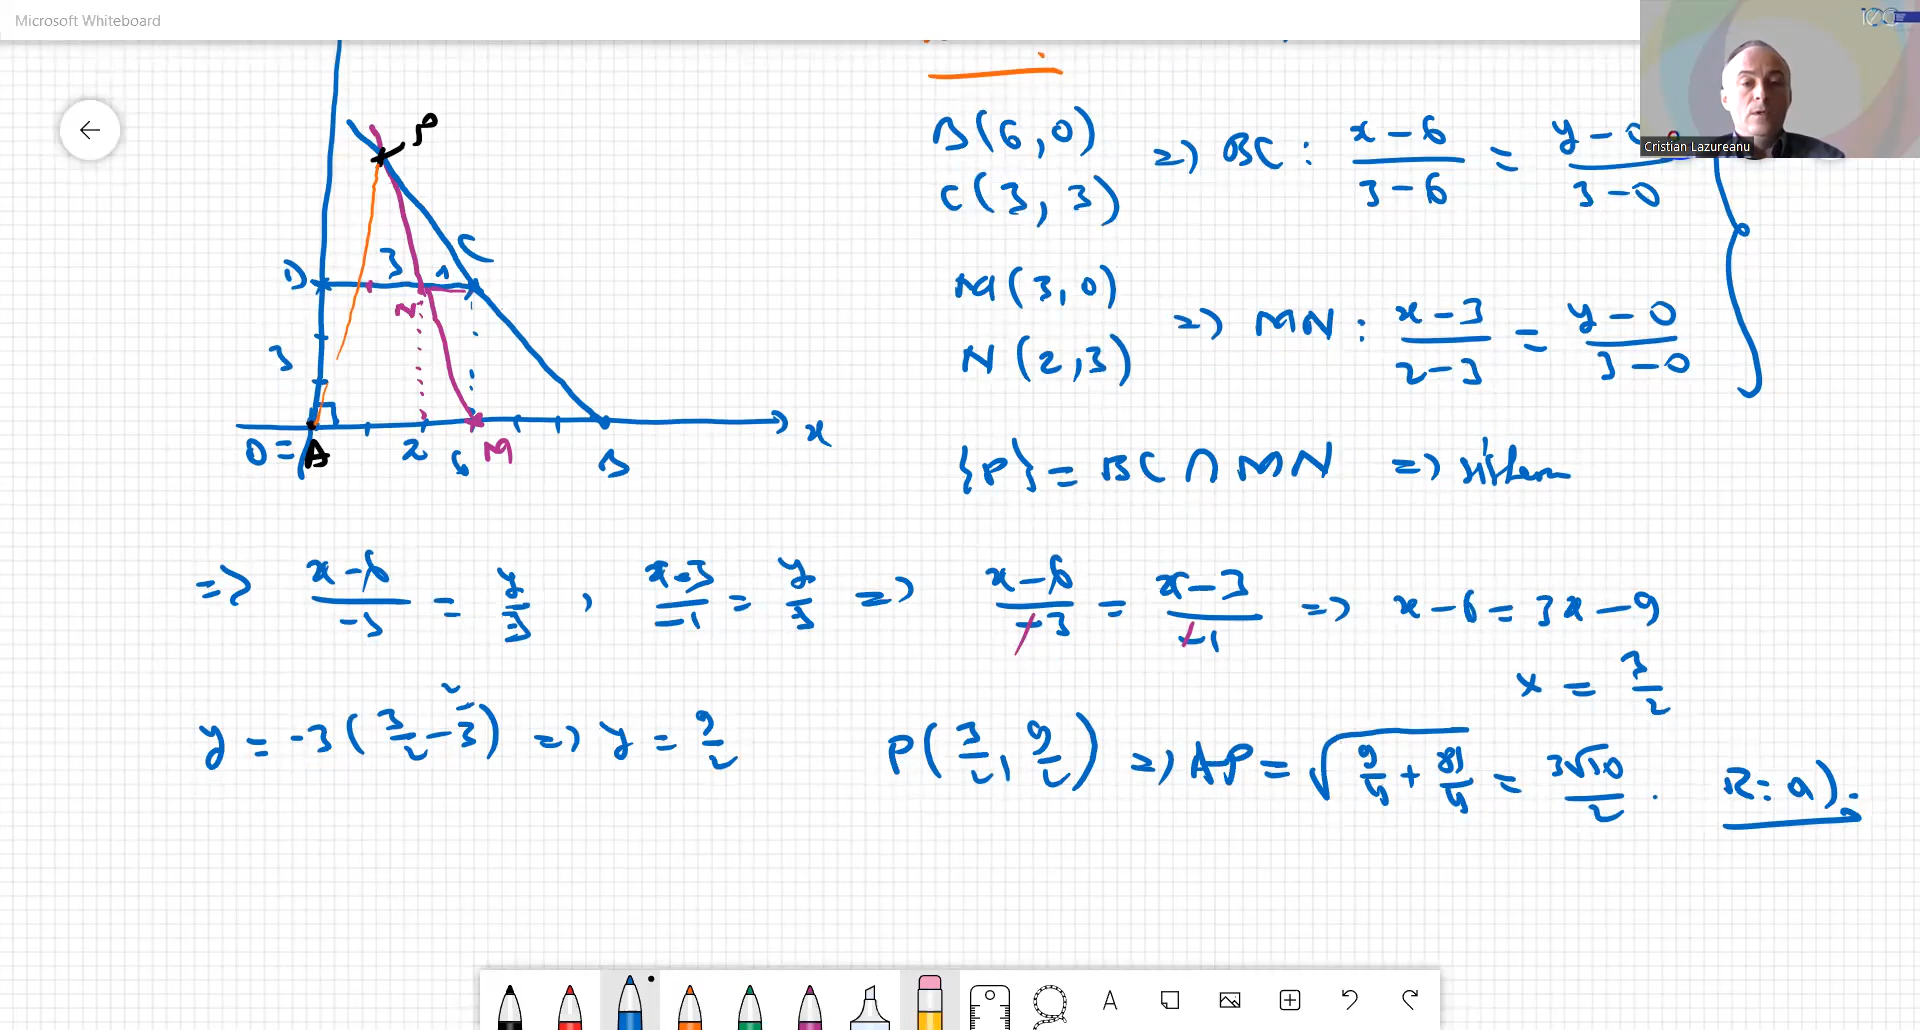 Microsoft Whiteboard
Cristian Lazureanu
P
D
3
1
C
N
3
O = A
2
6
M
B
x
B(6, 0)
C(3, 3)
=> BC : x-6 / 3-6 = y-0 / 3-0
M(3, 0)
N(2, 3)
=> MN : x-3 / 2-3 = y-0 / 3-0
{P} = BC ∩ MN => sistem
=> x-6 / -3 = y / 3 , x-3 / -1 = y / 3 => x-6 / -3 = x-3 / -1 => x-6 = 3x-9
x = 3/2
y = -3(3/2 - 3) => y = 9/2
P(3/2, 9/2) => AP = √(9/4 + 81/4) = 3√10 / 2 . R: a).
A